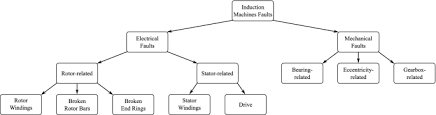 Induction
Machines Faults
Electrical
Faults
Mechanical
Faults
Rotor-related
Stator-related
Bearing-
related
Eccentricity-
related
Gearbox-
related
Rotor
Windings
Broken
Rotor Bars
Broken
End Rings
Stator
Windings
Drive